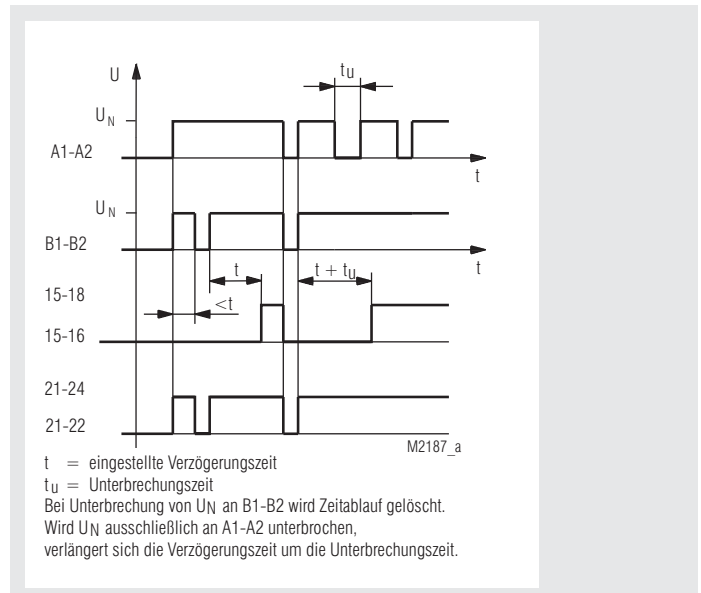 U
tu
UN
A1-A2
t
UN
B1-B2
t
t
t + tu
15-18
<t
15-16
21-24
21-22
M2187_a
t = eingestellte Verzögerungszeit
tu = Unterbrechungszeit
Bei Unterbrechung von UN an B1-B2 wird Zeitablauf gelöscht.
Wird UN ausschließlich an A1-A2 unterbrochen,
verlängert sich die Verzögerungszeit um die Unterbrechungszeit.